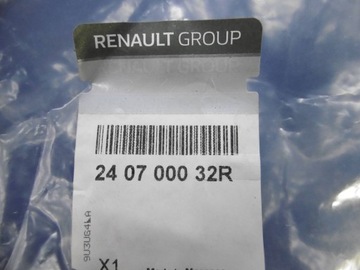 RENAULT GROUP
24 07 000 32R
X1